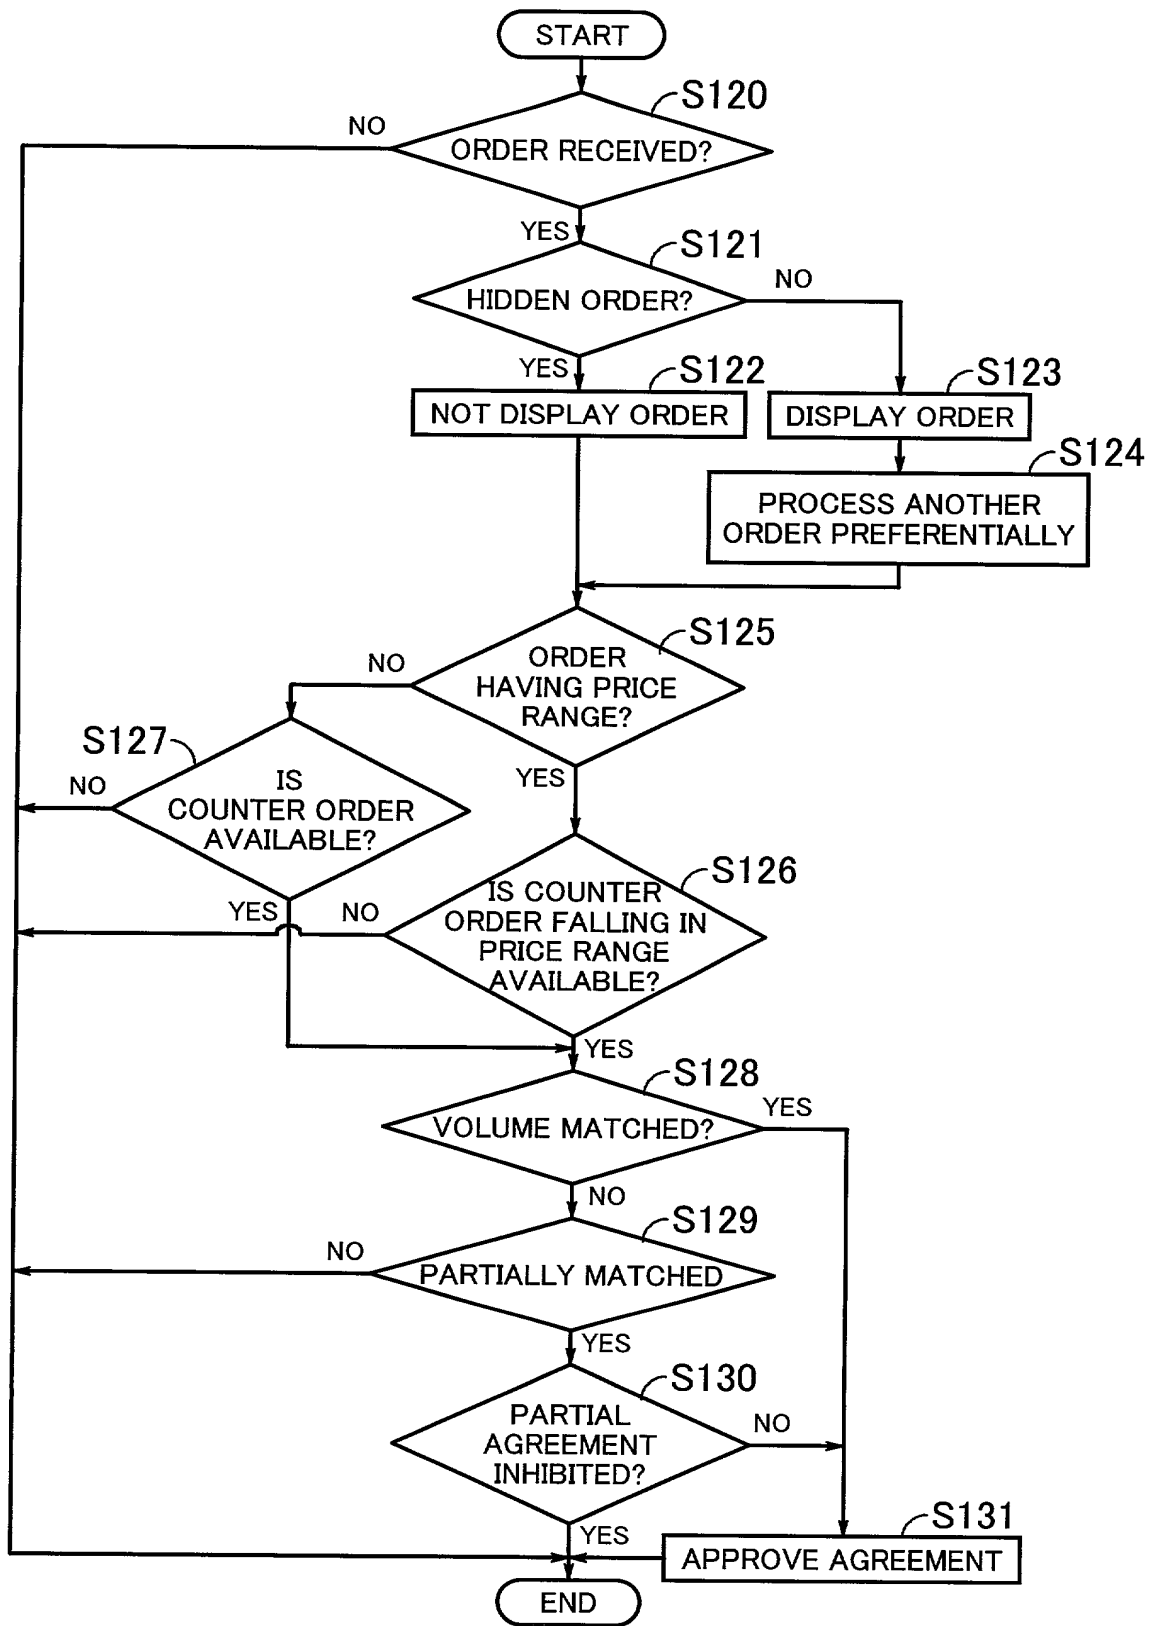 START
S120
NO
ORDER RECEIVED?
YES
S121
NO
HIDDEN ORDER?
YES
S122
S123
NOT DISPLAY ORDER
DISPLAY ORDER
S124
PROCESS ANOTHER
ORDER PREFERENTIALLY
S125
NO
ORDER
HAVING PRICE
RANGE?
S127
YES
NO
IS
COUNTER ORDER
AVAILABLE?
S126
YES
NO
IS COUNTER
ORDER FALLING IN
PRICE RANGE
AVAILABLE?
YES
S128
YES
VOLUME MATCHED?
NO
S129
NO
PARTIALLY MATCHED
YES
S130
PARTIAL
AGREEMENT
INHIBITED?
NO
YES
S131
APPROVE AGREEMENT
END